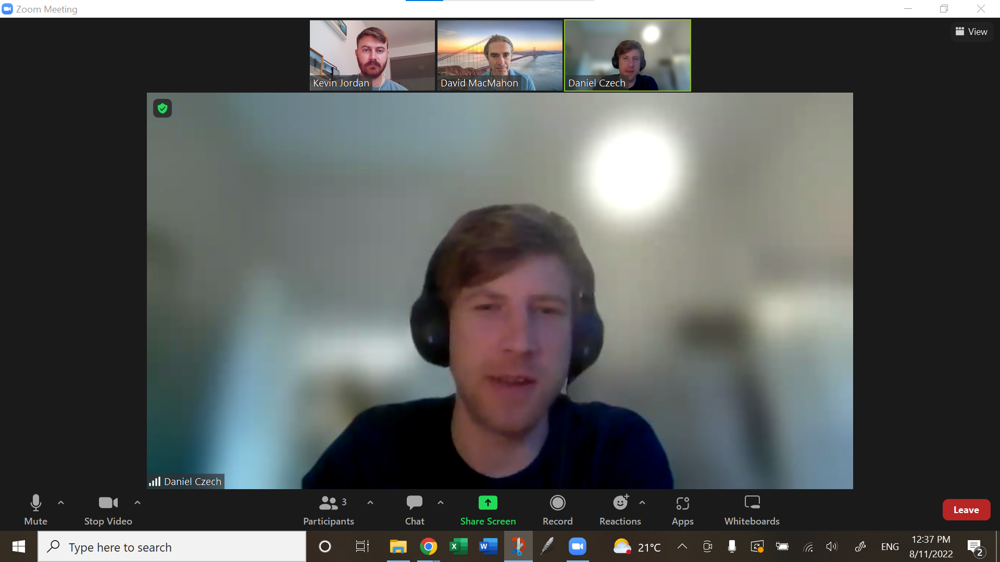 Zoom Meeting
View
Kevin Jordan
David MacMahon
Daniel Czech
Daniel Czech
Mute
Stop Video
3
Participants
Chat
Share Screen
Record
Reactions
Apps
Whiteboards
Leave
Type here to search
21°C
ENG
12:37 PM
8/11/2022
2